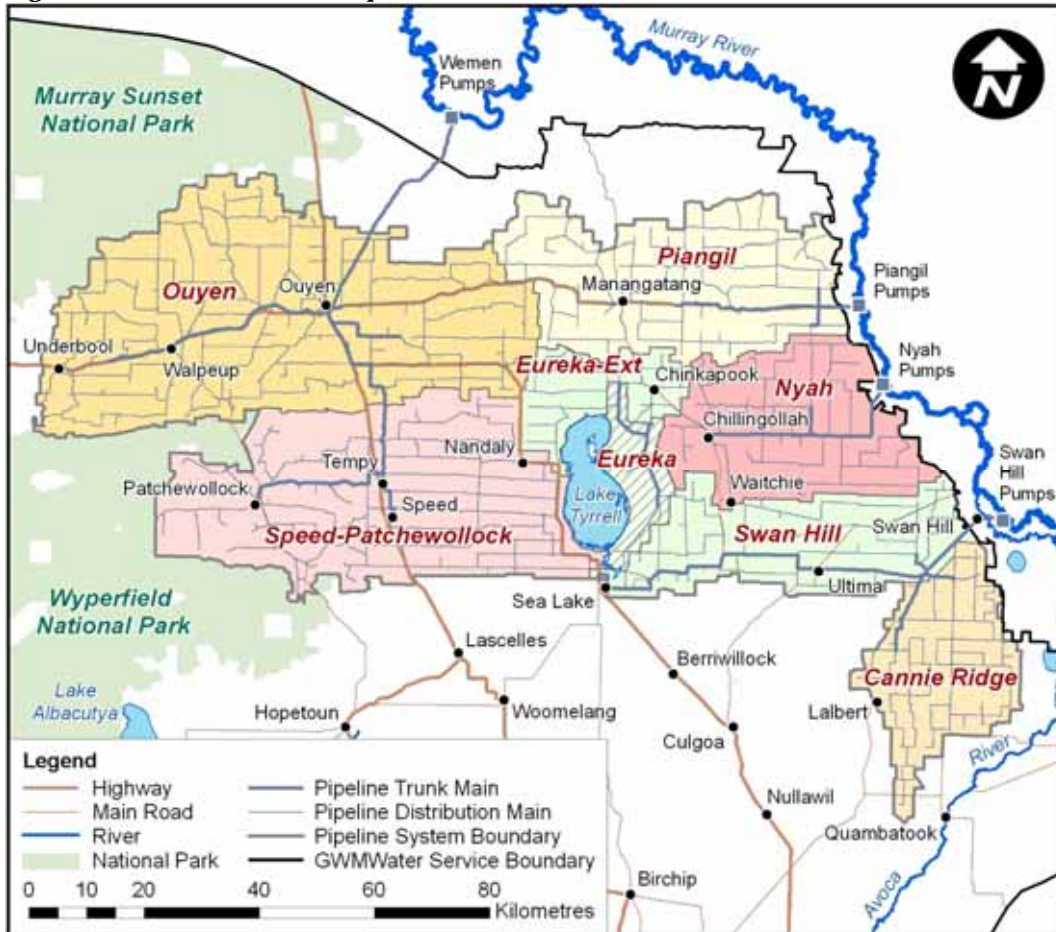 Murray River
Wemen
Pumps
N
Murray Sunset
National Park
Piangil
Ouyen
Ouyen
Manangatang
Piangil
Pumps
Underbool
Walpeup
Nyah
Pumps
Eureka-Ext
Chinkapook
Nyah
Chillingollah
Nandaly
Eureka
Tempy
Lake
Tyrrell
Waitchie
Swan
Hill
Pumps
Patchewollock
Speed
Swan Hill
Swan Hill
Speed-Patchewollock
Ultima
Sea Lake
Wyperfield
National Park
Lascelles
Berriwillock
Cannie Ridge
Lake
Albacutya
Hopetoun
Woomelang
Lalbert
Culgoa
River
Nullawil
Quambatook
Avoca
Birchip
Legend
Highway
Main Road
River
National Park
Pipeline Trunk Main
Pipeline Distribution Main
Pipeline System Boundary
GWMWater Service Boundary
0 10 20 40 60 80
Kilometres